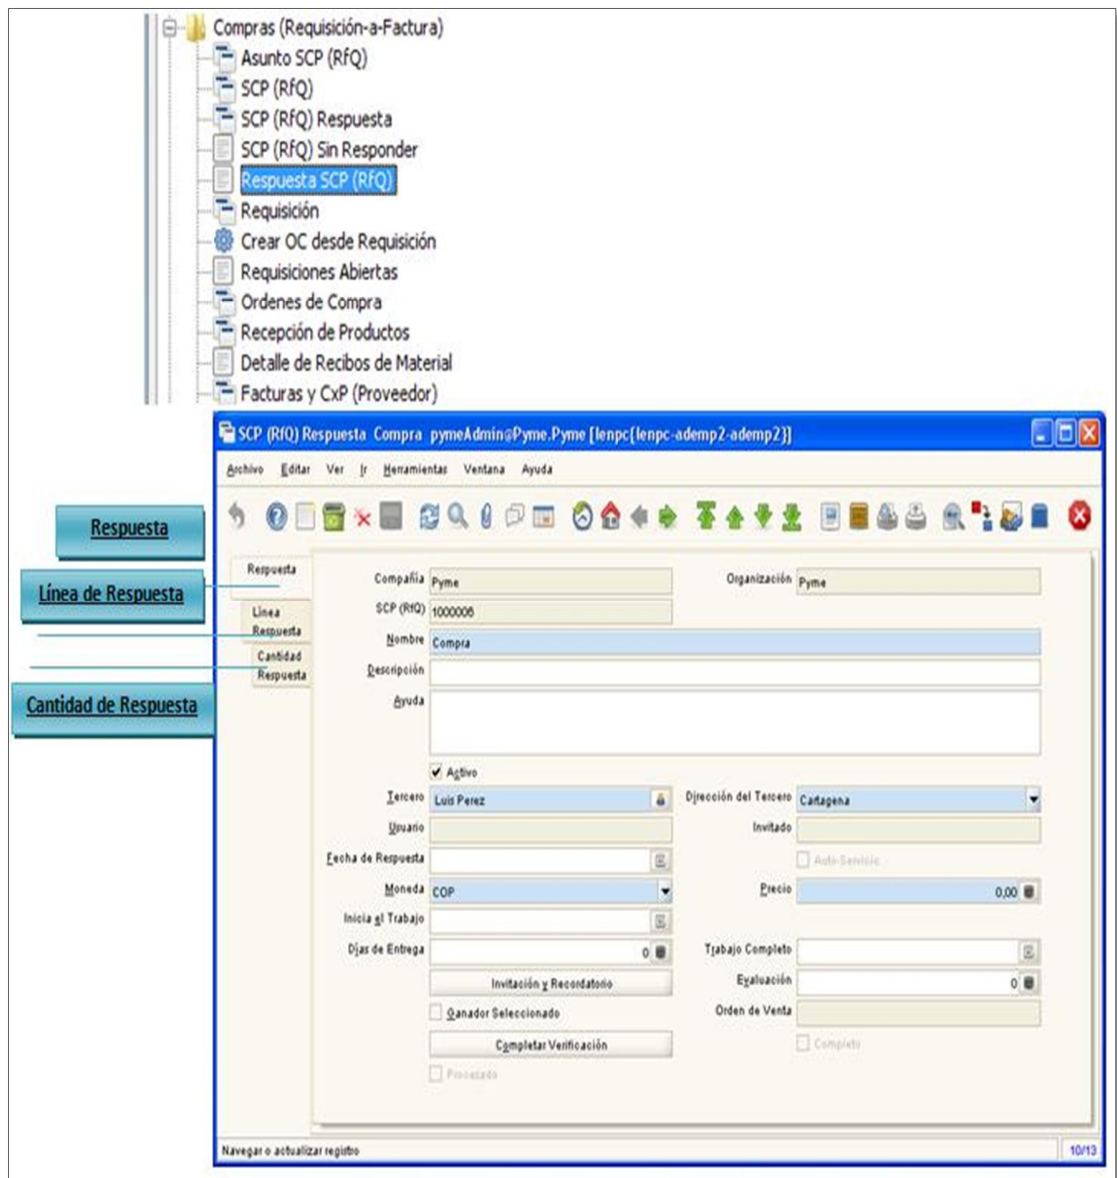 Compras (Requisición-a-Factura)
Asunto SCP (RfQ)
SCP (RfQ)
SCP (RfQ) Respuesta
SCP (RfQ) Sin Responder
Respuesta SCP (RfQ)
Requisición
Crear OC desde Requisición
Requisiciones Abiertas
Ordenes de Compra
Recepción de Productos
Detalle de Recibos de Material
Facturas y CxP (Proveedor)
SCP (RfQ) Respuesta Compra pymeAdmin@Pyme.Pyme [lenpc{lenpc-ademp2-ademp2}]
Archivo Editar Ver Ir Herramientas Ventana Ayuda
Respuesta
Línea de Respuesta
Cantidad de Respuesta
Respuesta
Línea
Respuesta
Cantidad
Respuesta
Compañía Pyme Organización Pyme
SCP (RfQ) 1000006
Nombre Compra
Descripción
Ayuda
Activo
Tercero Luis Perez Dirección del Tercero Cartagena
Usuario Invitado
Fecha de Respuesta Auto-Servicio
Moneda COP Precio 0,00
Inicia el Trabajo
Días de Entrega 0 Trabajo Completo
Invitación y Recordatorio Evaluación 0
Ganador Seleccionado Orden de Venta
Completar Verificación Completo
Procesado
Navegar o actualizar registro 10/13